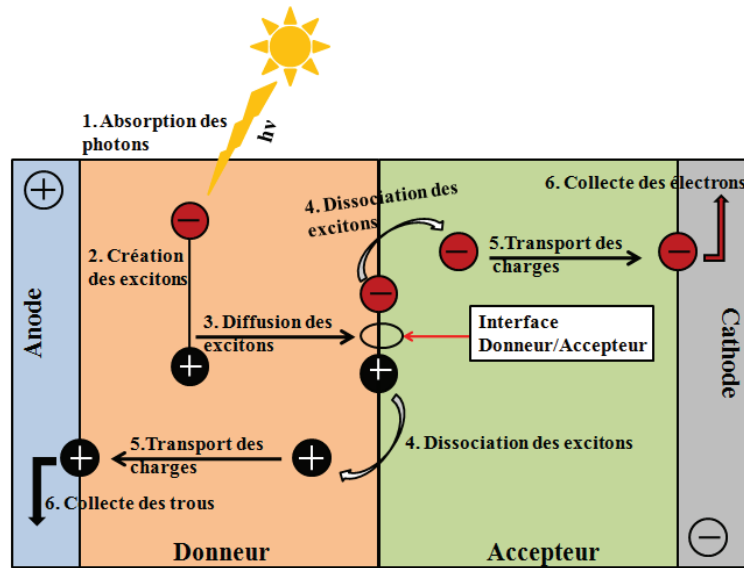 1. Absorption des
photons
hν
4. Dissociation des
excitons
6. Collecte des électrons
2. Création
des excitons
5.Transport des
charges
3. Diffusion des
excitons
Interface
Donneur/Accepteur
Anode
Cathode
5.Transport des
charges
4. Dissociation des excitons
6. Collecte des trous
Donneur
Accepteur